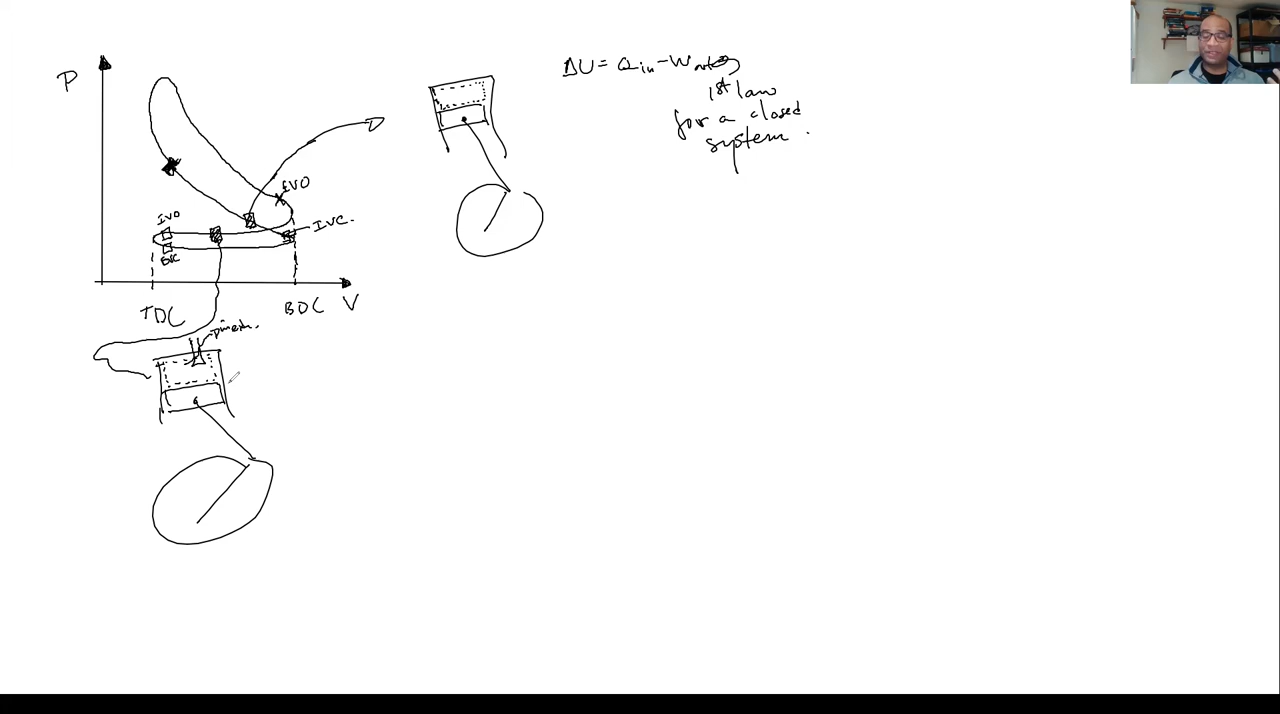 P
ΔU = Qin - Wout
1st law
for a closed
system.
EVO
IVO
IVC.
EVC
TDC
BDC V